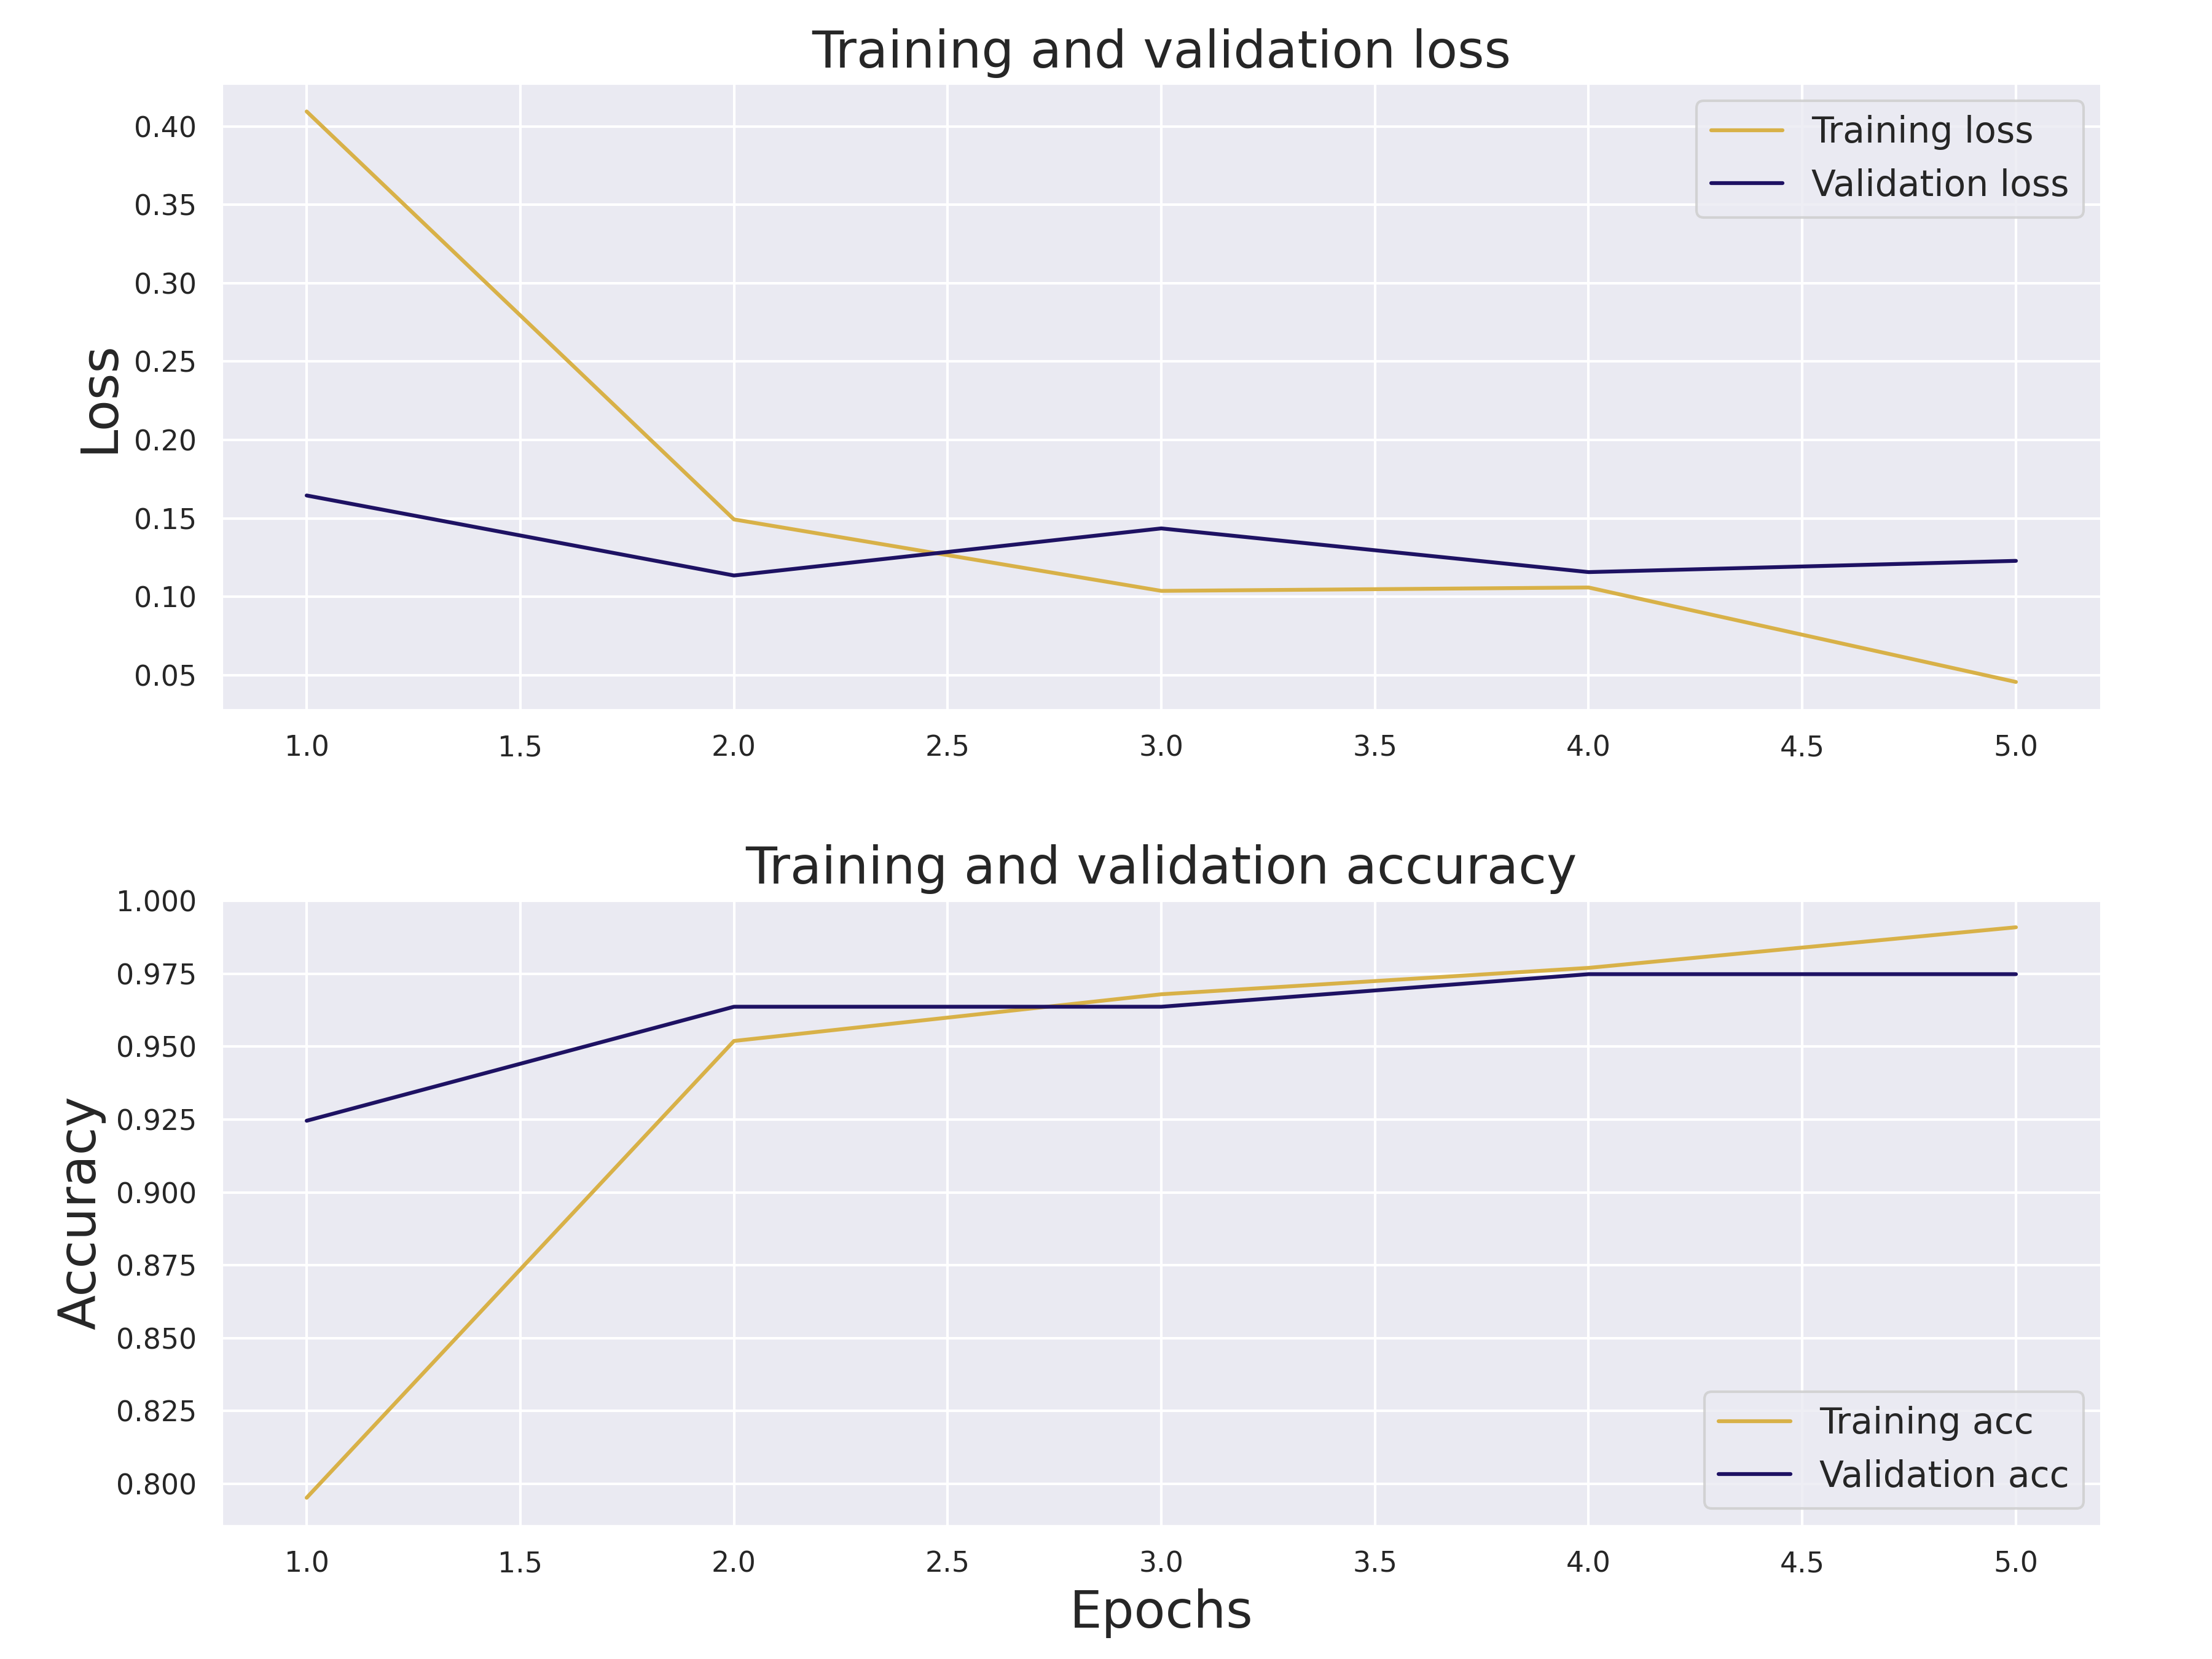 Training and validation loss
Loss
0.40
0.35
0.30
0.25
0.20
0.15
0.10
0.05
Training loss
Validation loss
1.0 1.5 2.0 2.5 3.0 3.5 4.0 4.5 5.0
Training and validation accuracy
Accuracy
1.000
0.975
0.950
0.925
0.900
0.875
0.850
0.825
0.800
Training acc
Validation acc
1.0 1.5 2.0 2.5 3.0 3.5 4.0 4.5 5.0
Epochs